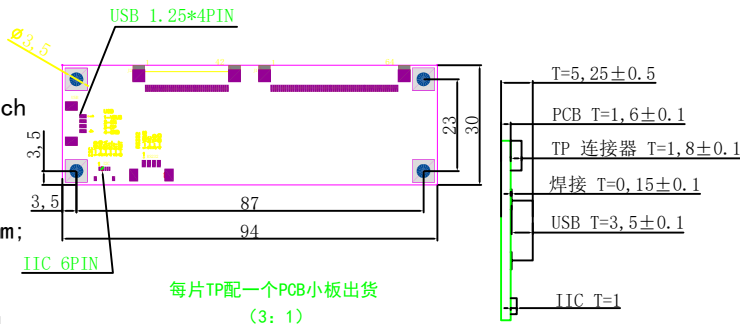 USB 1.25*4PIN
ø3,5
ch
3,5
3,5
87
94
23
30
m;
IIC 6PIN
每片TP配一个PCB小板出货
(3: 1)
T=5,25±0.5
PCB T=1,6±0.1
TP 连接器 T=1,8±0.1
焊接 T=0,15±0.1
USB T=3,5±0.1
IIC T=1